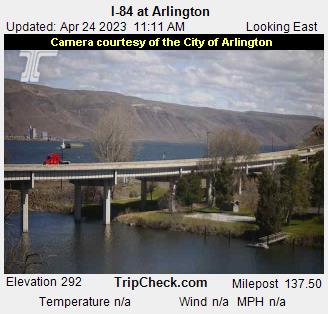 I-84 at Arlington
Updated: Apr 24 2023 11:11 AM Looking East
Camera courtesy of the City of Arlington
Elevation 292 TripCheck.com Milepost 137.50
Temperature n/a Wind n/a MPH n/a